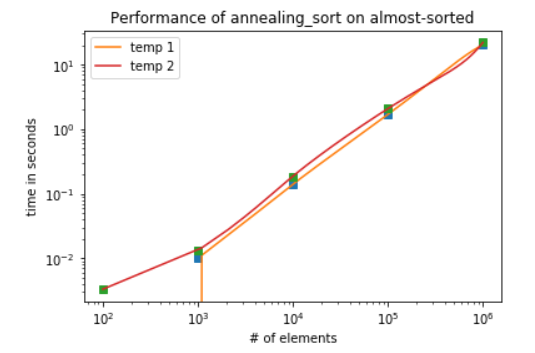 Performance of annealing_sort on almost-sorted
temp 1
temp 2
10¹
10⁰
10⁻¹
10⁻²
time in seconds
10² 10³ 10⁴ 10⁵ 10⁶
# of elements